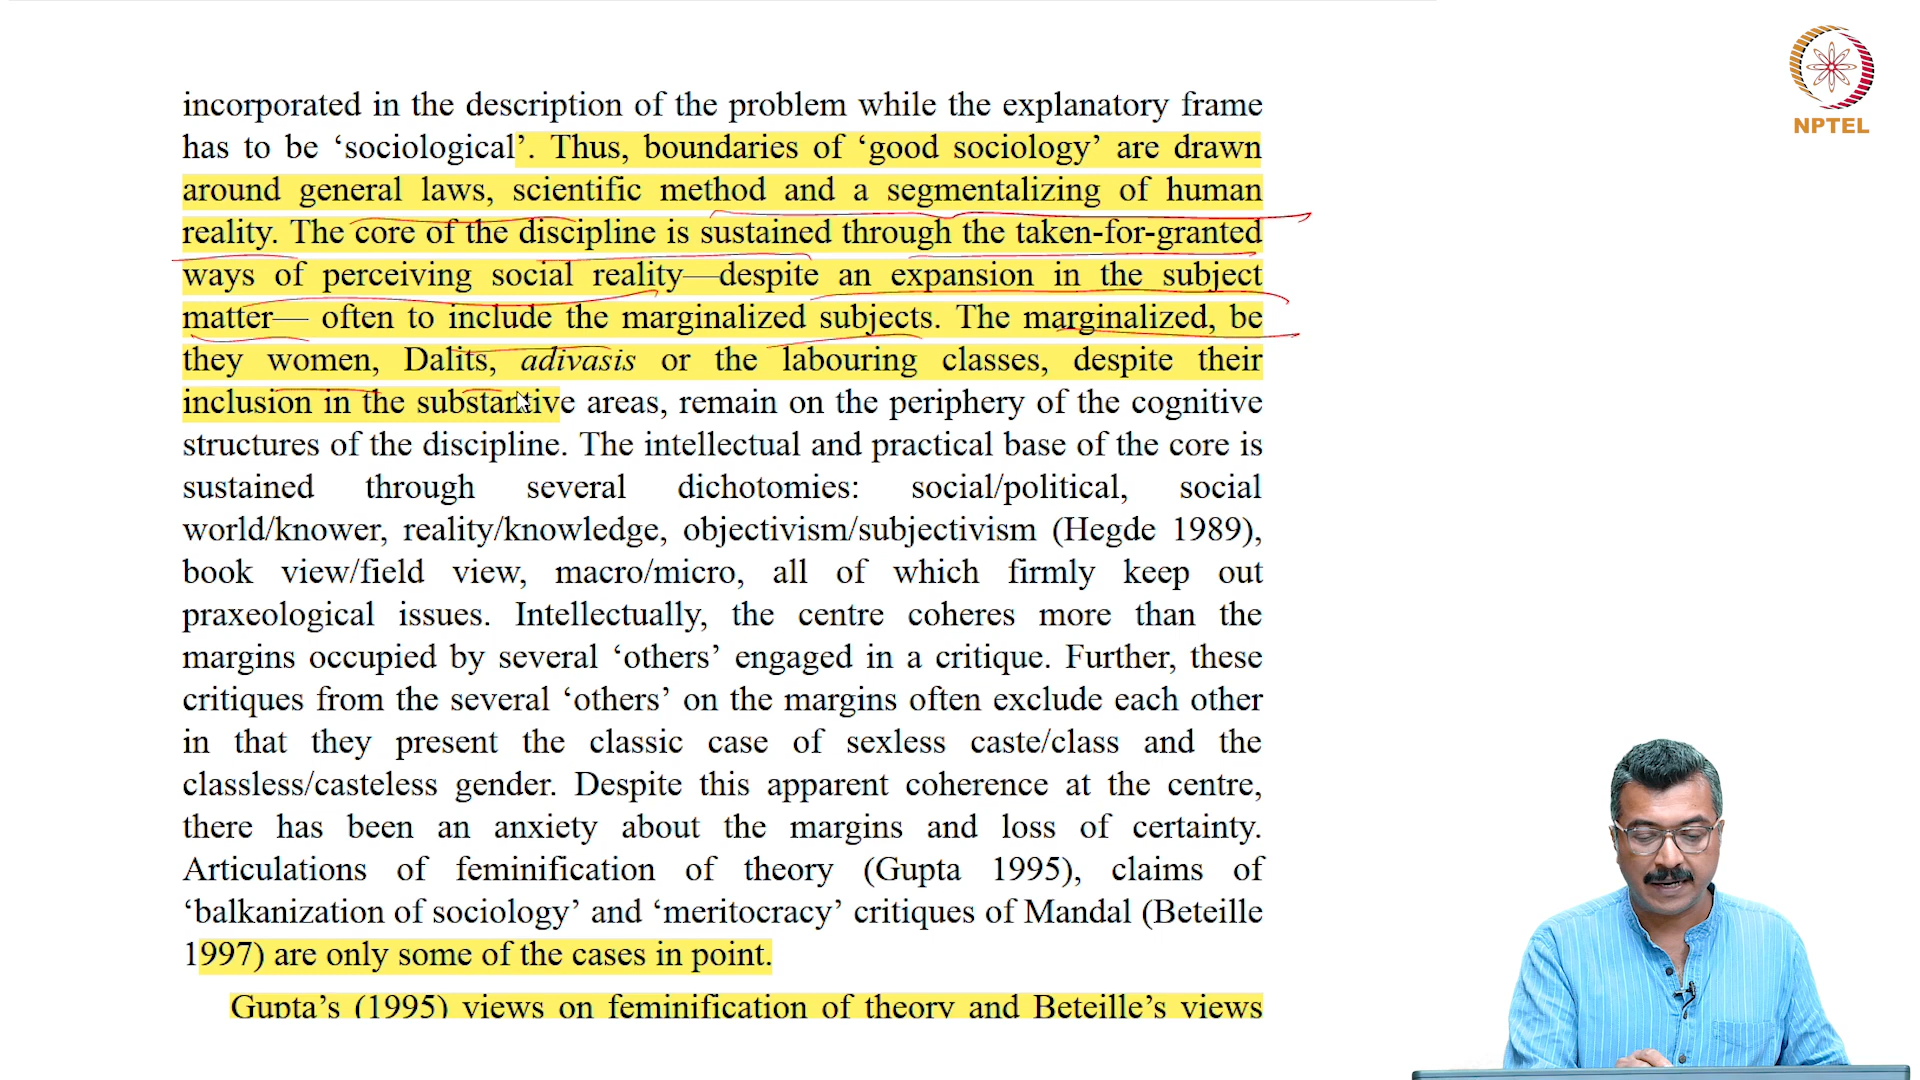 incorporated in the description of the problem while the explanatory frame
has to be ‘sociological’. Thus, boundaries of ‘good sociology’ are drawn
around general laws, scientific method and a segmentalizing of human
reality. The core of the discipline is sustained through the taken-for-granted
ways of perceiving social reality—despite an expansion in the subject
matter— often to include the marginalized subjects. The marginalized, be
they women, Dalits, adivasis or the labouring classes, despite their
inclusion in the substantive areas, remain on the periphery of the cognitive
structures of the discipline. The intellectual and practical base of the core is
sustained through several dichotomies: social/political, social
world/knower, reality/knowledge, objectivism/subjectivism (Hegde 1989),
book view/field view, macro/micro, all of which firmly keep out
praxeological issues. Intellectually, the centre coheres more than the
margins occupied by several ‘others’ engaged in a critique. Further, these
critiques from the several ‘others’ on the margins often exclude each other
in that they present the classic case of sexless caste/class and the
classless/casteless gender. Despite this apparent coherence at the centre,
there has been an anxiety about the margins and loss of certainty.
Articulations of feminification of theory (Gupta 1995), claims of
‘balkanization of sociology’ and ‘meritocracy’ critiques of Mandal (Beteille
1997) are only some of the cases in point.
Gupta’s (1995) views on feminification of theory and Beteille’s views
NPTEL